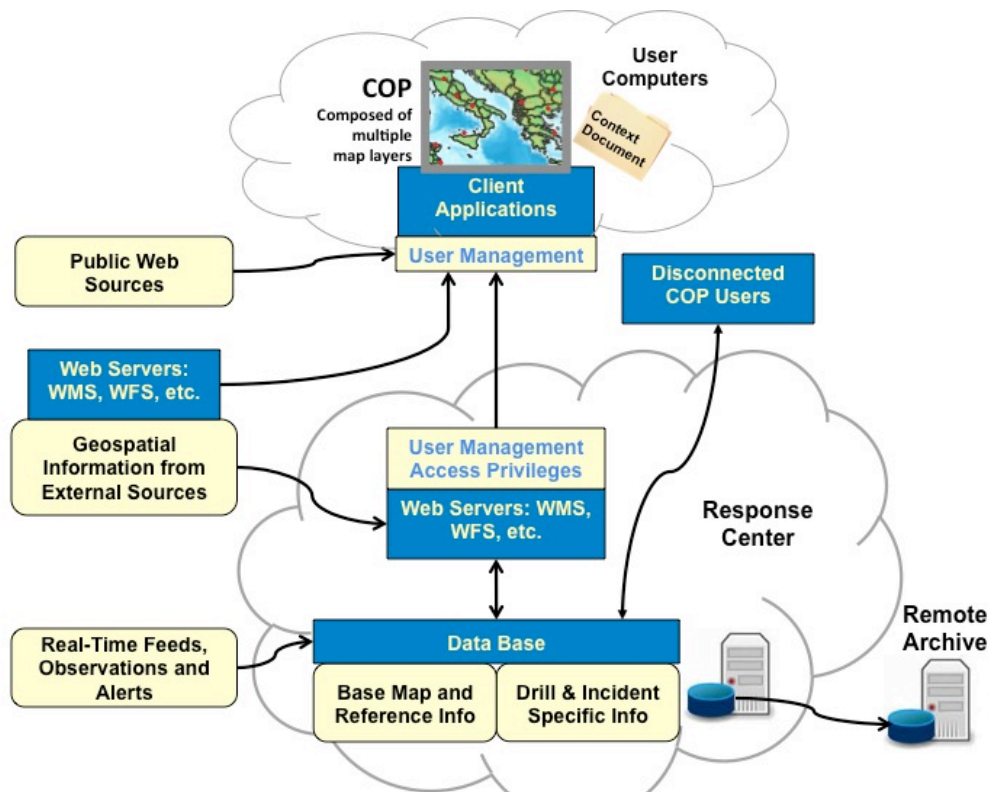 COP
Composed of
multiple
map layers
User
Computers
Context
Document
Client
Applications
User Management
Public Web
Sources
Disconnected
COP Users
Web Servers:
WMS, WFS, etc.
Geospatial
Information from
External Sources
User Management
Access Privileges
Web Servers: WMS,
WFS, etc.
Response
Center
Real-Time Feeds,
Observations and
Alerts
Data Base
Base Map and
Reference Info
Drill & Incident
Specific Info
Remote
Archive